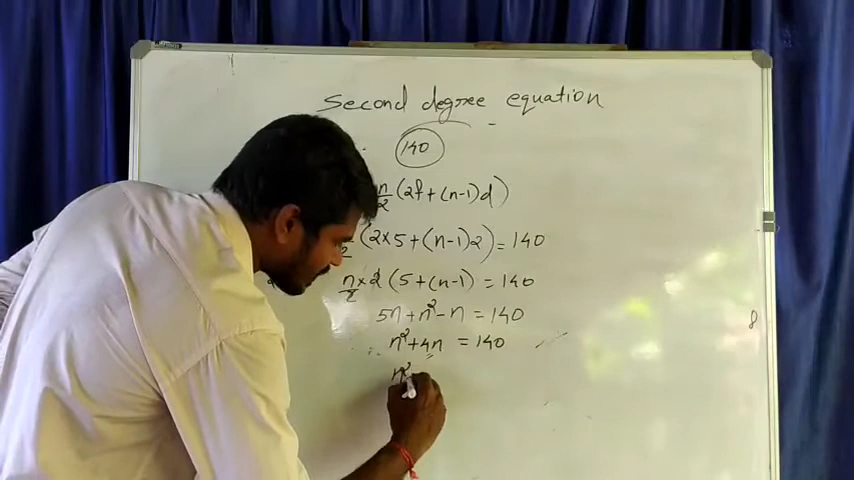 Second degree equation
140
n/2 (2f + (n-1)d)
(2×5 + (n-1)2) = 140
n/2 × 2 (5 + (n-1) = 140
5n + n² - n = 140
n² + 4n = 140
n²